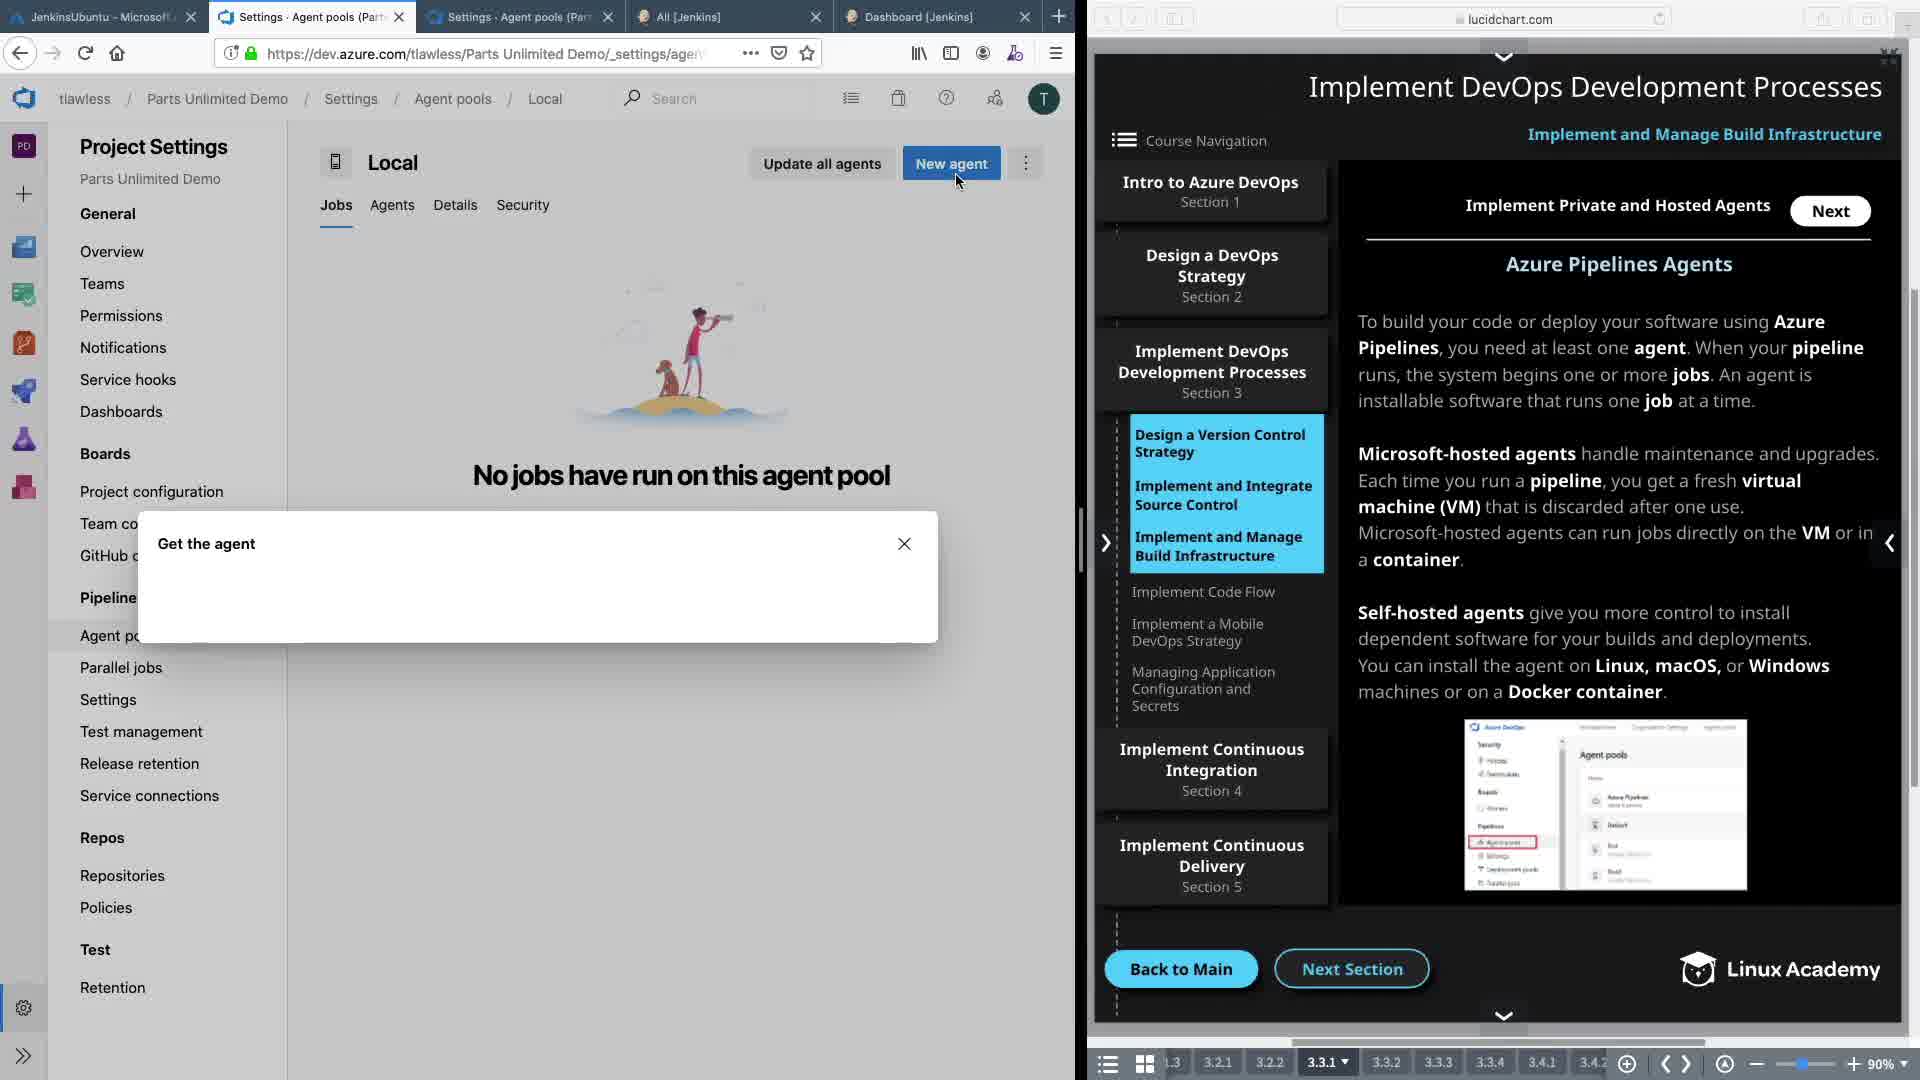 JenkinsUbuntu - Microsoft A
Settings · Agent pools (Part
Settings · Agent pools (Part
All [Jenkins]
Dashboard [Jenkins]
https://dev.azure.com/tlawless/Parts Unlimited Demo/_settings/agen
tlawless / Parts Unlimited Demo / Settings / Agent pools / Local
Search
T
PD
Project Settings
Parts Unlimited Demo
General
Overview
Teams
Permissions
Notifications
Service hooks
Dashboards
Boards
Project configuration
Team co
GitHub c
Pipeline
Agent po
Parallel jobs
Settings
Test management
Release retention
Service connections
Repos
Repositories
Policies
Test
Retention
Local
Update all agents
New agent
Jobs
Agents
Details
Security
No jobs have run on this agent pool
Get the agent
lucidchart.com
Implement DevOps Development Processes
Implement and Manage Build Infrastructure
Course Navigation
Intro to Azure DevOps
Section 1
Design a DevOps
Strategy
Section 2
Implement DevOps
Development Processes
Section 3
Design a Version Control
Strategy
Implement and Integrate
Source Control
Implement and Manage
Build Infrastructure
Implement Code Flow
Implement a Mobile
DevOps Strategy
Managing Application
Configuration and
Secrets
Implement Continuous
Integration
Section 4
Implement Continuous
Delivery
Section 5
Implement Private and Hosted Agents
Next
Azure Pipelines Agents
To build your code or deploy your software using Azure
Pipelines, you need at least one agent. When your pipeline
runs, the system begins one or more jobs. An agent is
installable software that runs one job at a time.
Microsoft-hosted agents handle maintenance and upgrades.
Each time you run a pipeline, you get a fresh virtual
machine (VM) that is discarded after one use.
Microsoft-hosted agents can run jobs directly on the VM or in
a container.
Self-hosted agents give you more control to install
dependent software for your builds and deployments.
You can install the agent on Linux, macOS, or Windows
machines or on a Docker container.
Azure DevOps
Security
Boards
Pipelines
Agent pools
Settings
Deployment pools
Agent pools
Name
Azure Pipelines
Default
Back to Main
Next Section
Linux Academy
1.3
3.2.1
3.2.2
3.3.1
3.3.2
3.3.3
3.3.4
3.4.1
3.4.2
90%